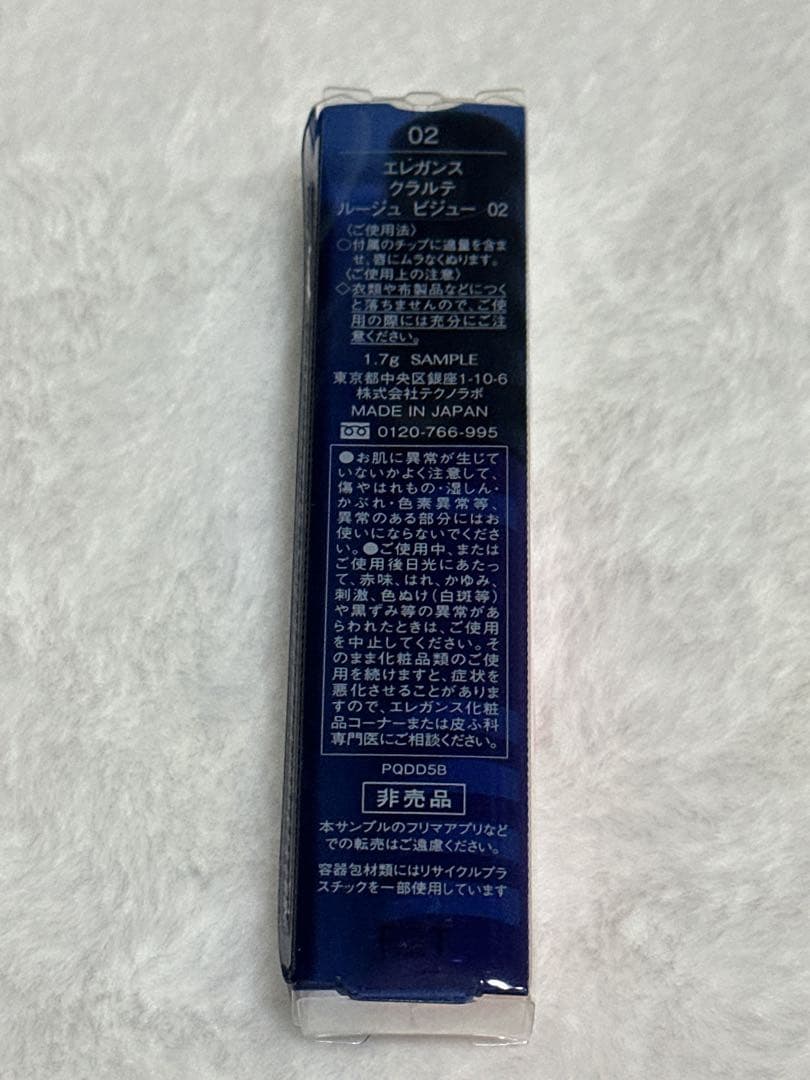 02
エレガンス
クラルテ
ルージュ ビジュー 02
〈ご使用法〉
○付属のチップに適量を含ま
せ、唇にムラなくぬります。
〈ご使用上の注意〉
◇衣類や布製品などにつく
と落ちませんので、ご使
用の際には充分にご注
意ください。
1.7g SAMPLE
東京都中央区銀座1-10-6
株式会社テクノラボ
MADE IN JAPAN
0120-766-995
●お肌に異常が生じて
いないかよく注意して、
傷やはれもの・湿しん・
かぶれ・色素異常等、
異常のある部分にはお
使いにならないでくださ
い。●ご使用中、または
ご使用後日光にあたっ
て、赤味、はれ、かゆみ、
刺激、色ぬけ(白斑等)
や黒ずみ等の異常があ
らわれたときは、ご使用
を中止してください。そ
のまま化粧品類のご使
用を続けますと、症状を
悪化させることがありま
すので、エレガンス化粧
品コーナーまたは皮ふ科
専門医にご相談ください。
PQDD5B
非売品
本サンプルのフリマアプリなど
での転売はご遠慮ください。
容器包材類にはリサイクルプラ
スチックを一部使用しています